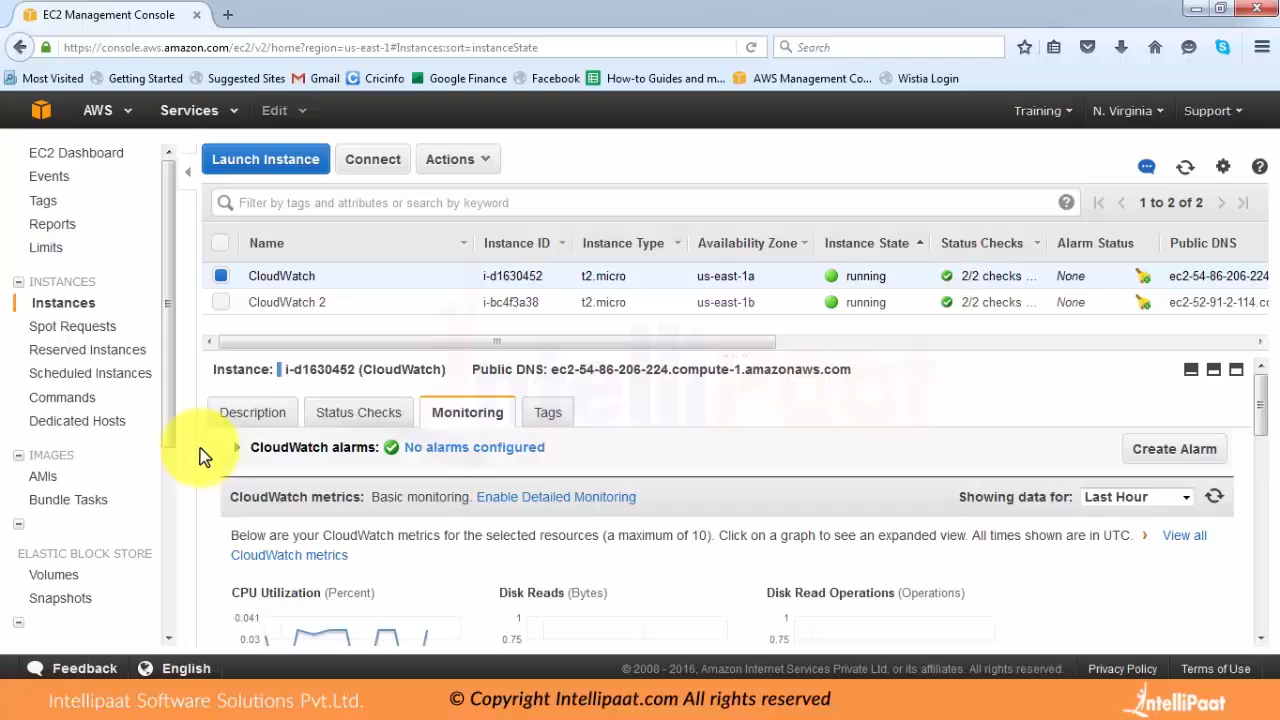 EC2 Management Console
https://console.aws.amazon.com/ec2/v2/home?region=us-east-1#Instances:sort=instanceState
Search
Most Visited Getting Started Suggested Sites Gmail Cricinfo Google Finance Facebook How-to Guides and m... AWS Management Co... Wistia Login
AWS Services Edit Training N. Virginia Support
EC2 Dashboard
Events
Tags
Reports
Limits
INSTANCES
Instances
Spot Requests
Reserved Instances
Scheduled Instances
Commands
Dedicated Hosts
IMAGES
AMIs
Bundle Tasks
ELASTIC BLOCK STORE
Volumes
Snapshots
Launch Instance Connect Actions
Filter by tags and attributes or search by keyword 1 to 2 of 2
Name Instance ID Instance Type Availability Zone Instance State Status Checks Alarm Status Public DNS
CloudWatch i-d1630452 t2.micro us-east-1a running 2/2 checks ... None ec2-54-86-206-224
CloudWatch 2 i-bc4f3a38 t2.micro us-east-1b running 2/2 checks ... None ec2-52-91-2-114.co
Instance: i-d1630452 (CloudWatch) Public DNS: ec2-54-86-206-224.compute-1.amazonaws.com
Description Status Checks Monitoring Tags
CloudWatch alarms: No alarms configured Create Alarm
CloudWatch metrics: Basic monitoring. Enable Detailed Monitoring Showing data for: Last Hour
Below are your CloudWatch metrics for the selected resources (a maximum of 10). Click on a graph to see an expanded view. All times shown are in UTC. › View all
CloudWatch metrics
CPU Utilization (Percent) Disk Reads (Bytes) Disk Read Operations (Operations)
0.041 1 1
0.03 0.75 0.75
Feedback English © 2008 - 2016, Amazon Internet Services Private Ltd. or its affiliates. All rights reserved. Privacy Policy Terms of Use
Intellipaat Software Solutions Pvt.Ltd. © Copyright Intellipaat.com All rights reserved IntelliPaat